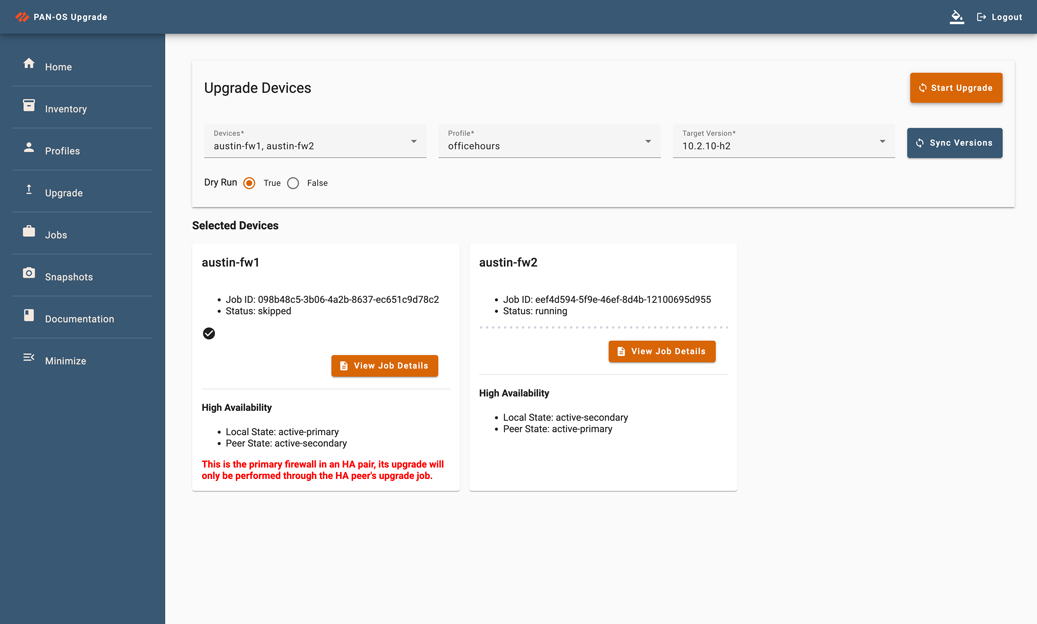 PAN-OS Upgrade
Logout
Home
Inventory
Profiles
Upgrade
Jobs
Snapshots
Documentation
Minimize
Upgrade Devices
Start Upgrade
Devices*
austin-fw1, austin-fw2
Profile*
officehours
Target Version*
10.2.10-h2
Sync Versions
Dry Run True False
Selected Devices
austin-fw1
Job ID: 098b48c5-3b06-4a2b-8637-ec651c9d78c2
Status: skipped
View Job Details
High Availability
Local State: active-primary
Peer State: active-secondary
This is the primary firewall in an HA pair, its upgrade will
only be performed through the HA peer's upgrade job.
austin-fw2
Job ID: eef4d594-5f9e-46ef-8d4b-12100695d955
Status: running
View Job Details
High Availability
Local State: active-secondary
Peer State: active-primary